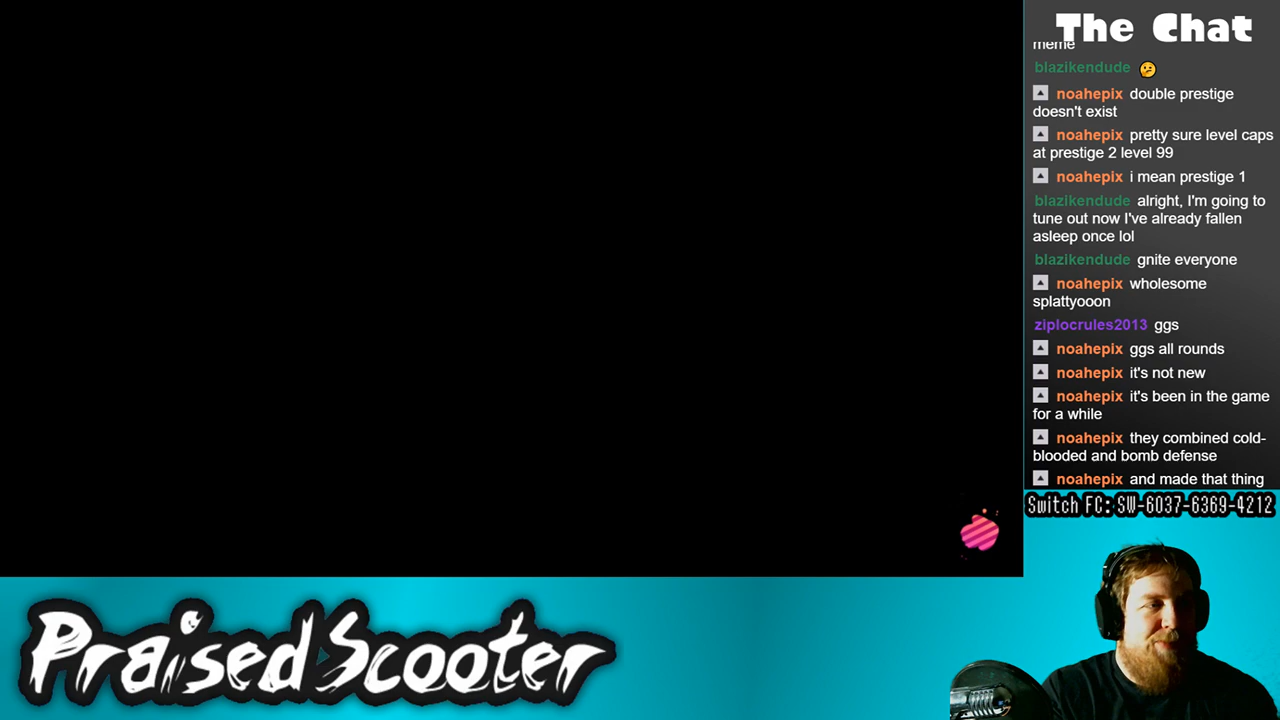 The Chat
meme
blazikendude
noahepix double prestige
doesn't exist
noahepix pretty sure level caps
at prestige 2 level 99
noahepix i mean prestige 1
blazikendude alright, I'm going to
tune out now I've already fallen
asleep once lol
blazikendude gnite everyone
noahepix wholesome
splattyooon
ziplocrules2013 ggs
noahepix ggs all rounds
noahepix it's not new
noahepix it's been in the game
for a while
noahepix they combined cold-
blooded and bomb defense
noahepix and made that thing
Switch FC: SW-6037-6369-4212
PraisedScooter